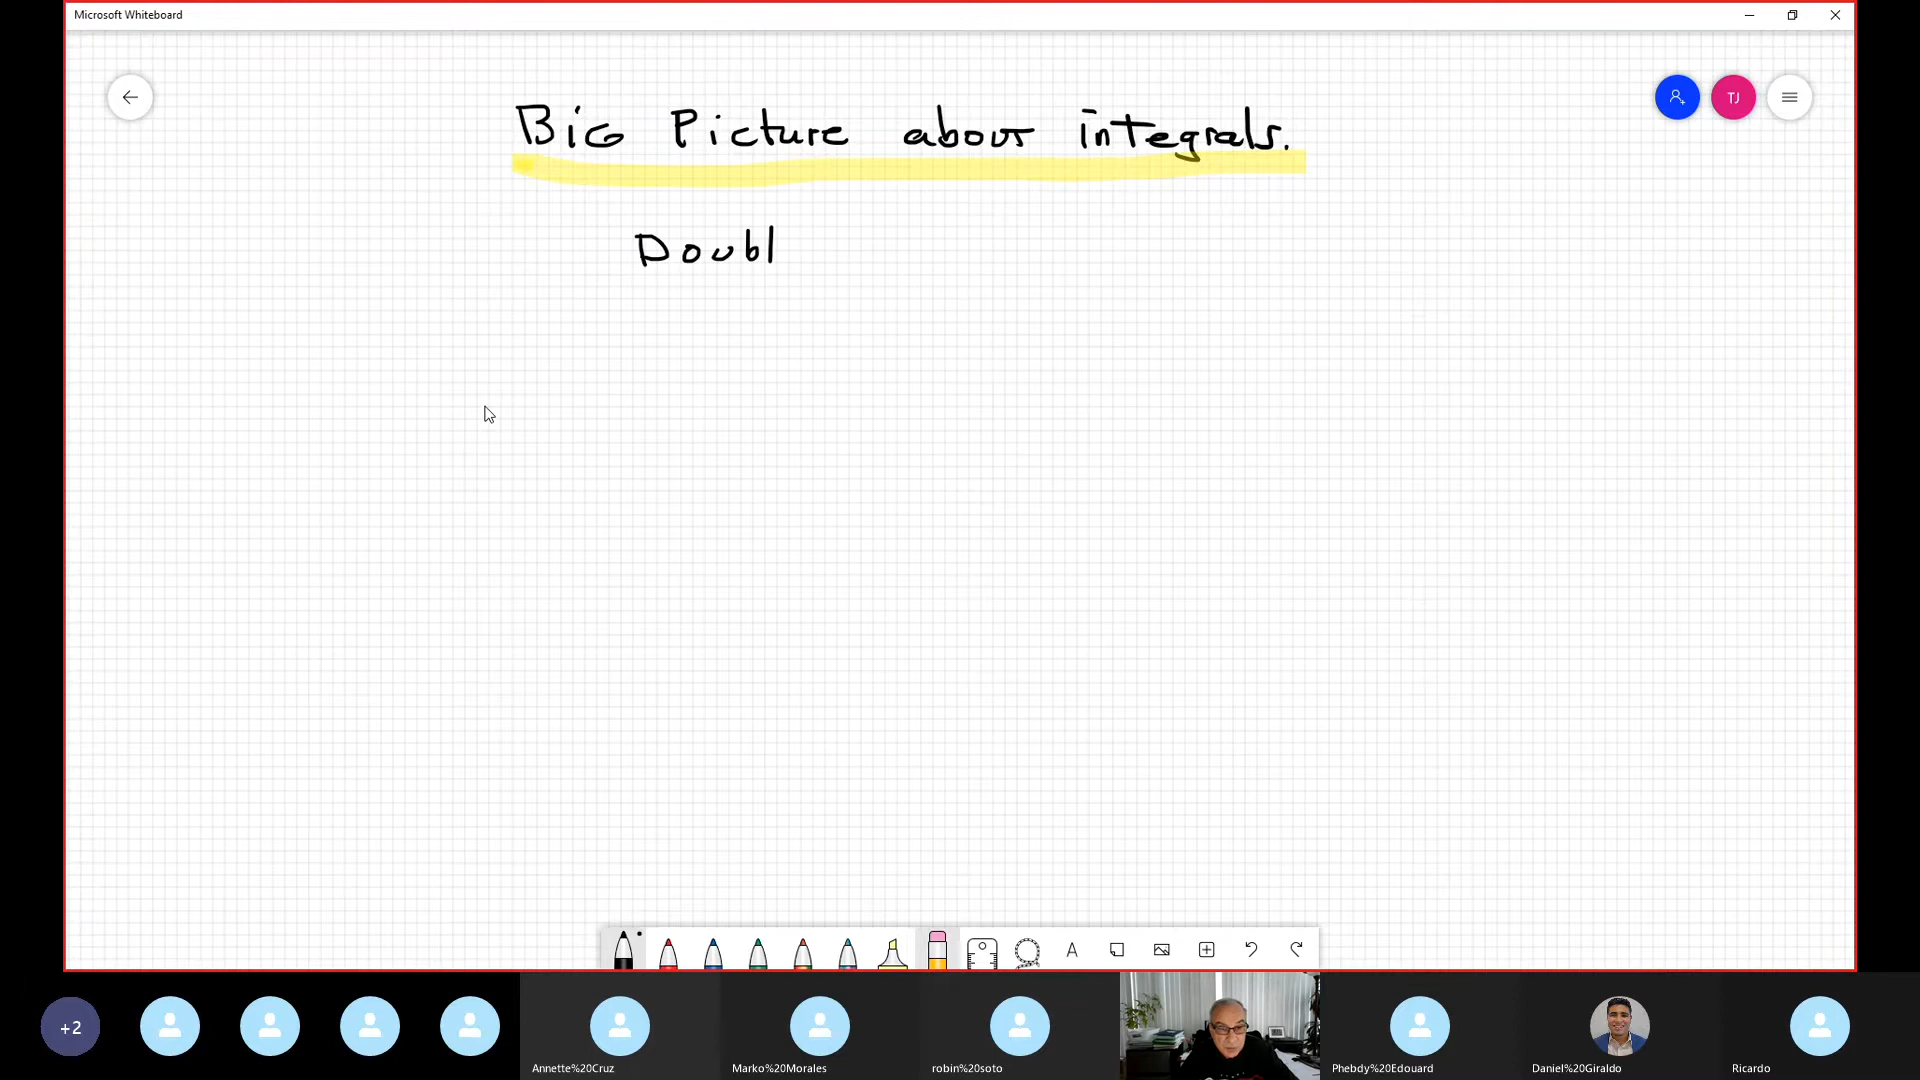 Microsoft Whiteboard
TJ
Big Picture about integrals.
Doubl
A
+2
Annette%20Cruz
Marko%20Morales
robin%20soto
Phebdy%20Edouard
Daniel%20Giraldo
Ricardo